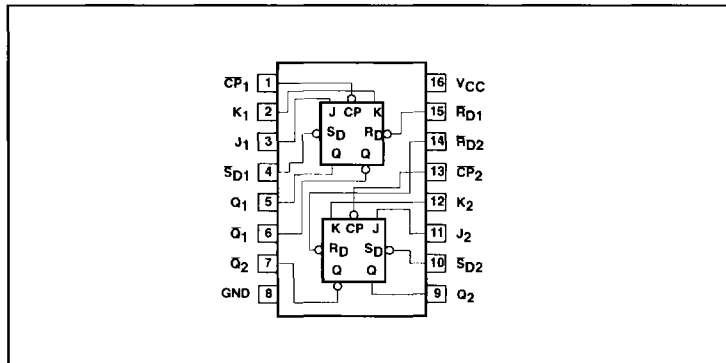 C̅P̅1 1 16 VCC
K1 2 J CP K 15 R̅D1
J1 3 SD RD 14 R̅D2
S̅D1 4 Q Q 13 C̅P̅2
Q1 5 12 K2
Q̅1 6 K CP J 11 J2
Q̅2 7 RD SD 10 S̅D2
GND 8 Q Q 9 Q2